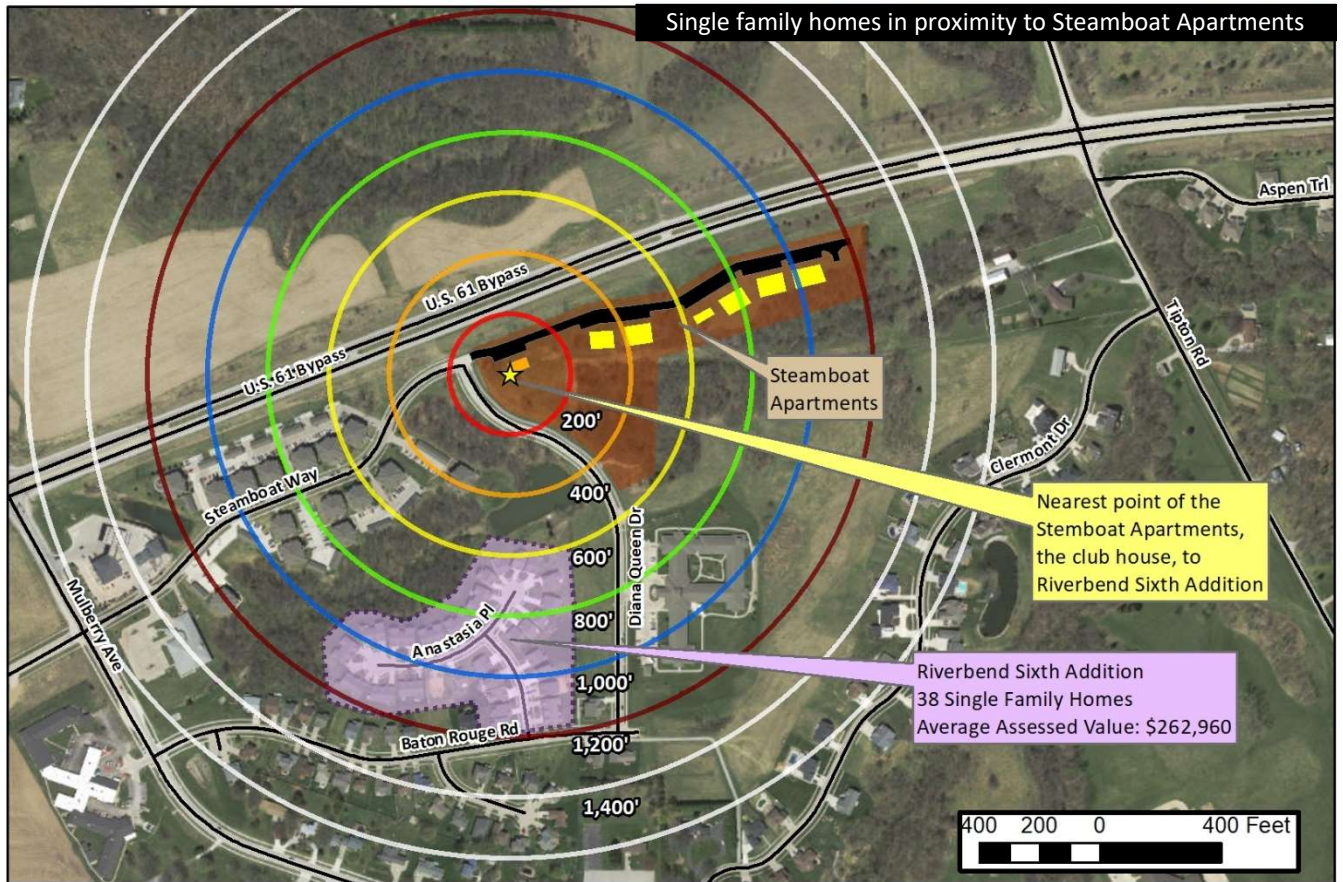 Single family homes in proximity to Steamboat Apartments
Aspen Trl
U.S. 61 Bypass
U.S. 61 Bypass
Tipton Rd
Steamboat
Apartments
200'
Clermont Dr
Steamboat Way
400'
Nearest point of the
Stemboat Apartments,
the club house, to
Riverbend Sixth Addition
600'
Diana Queen Dr
800'
Mulberry Ave
Anastasia Pl
Riverbend Sixth Addition
38 Single Family Homes
Average Assessed Value: $262,960
1,000'
Baton Rouge Rd
1,200'
1,400'
400 200 0 400 Feet